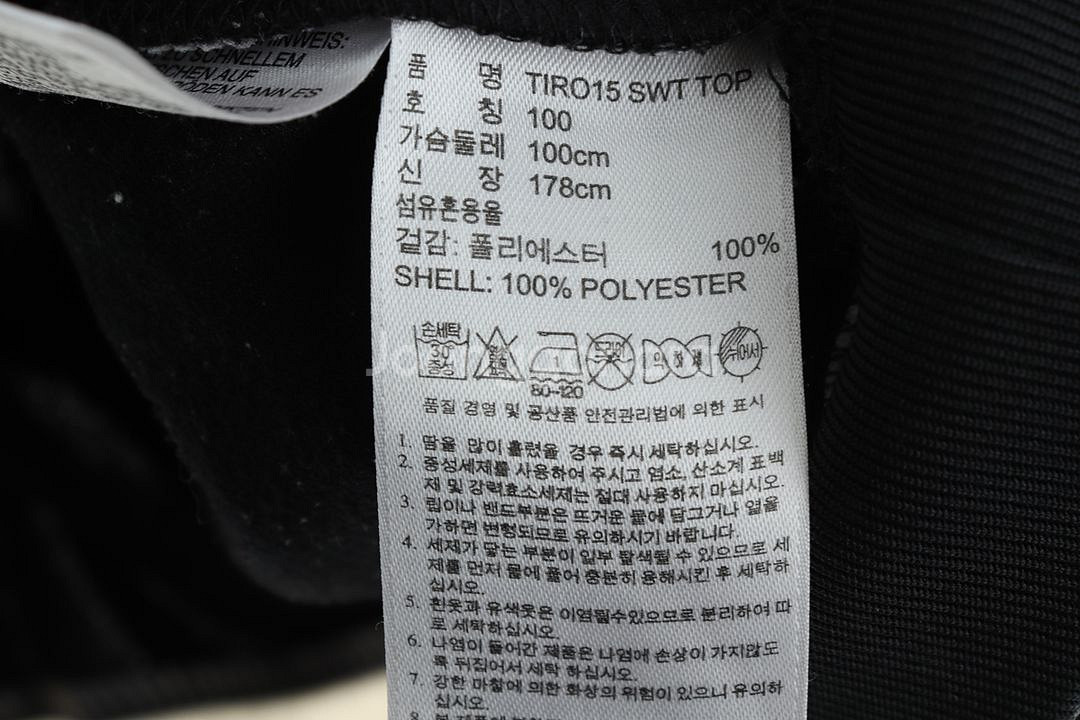 HINWEIS:
ZU SCHNELLEM
CHEN AUF
BÖDEN KANN ES
품 명 TIRO15 SWT TOP
호 칭 100
가슴둘레 100cm
신 장 178cm
섬유혼용율
겉감: 폴리에스터 100%
SHELL: 100% POLYESTER
손세탁
30
중성
80~120
뉘어서
품질 경영 및 공산품 안전관리법에 의한 표시
1. 땀을 많이 흘렸을 경우 즉시 세탁하십시오.
2. 중성세제를 사용하여 주시고 염소, 산소계 표백
제 및 강력효소세제는 절대 사용하지 마십시오.
3. 립이나 밴드부분은 뜨거운 물에 담그거나 열을
가하면 변형되므로 유의하시기 바랍니다.
4. 세제가 닿는 부분이 일부 탈색될 수 있으므로 세
제를 먼저 물에 풀어 충분히 용해시킨 후 세탁하
십시오.
5. 흰옷과 유색옷은 이염될수있으므로 분리하여 따
로 세탁하십시오.
6. 나염이 들어간 제품은 나염에 손상이 가지않도
록 뒤집어서 세탁 하십시오.
7. 강한 마찰에 의한 화상의 위험이 있으니 유의하
십시오.